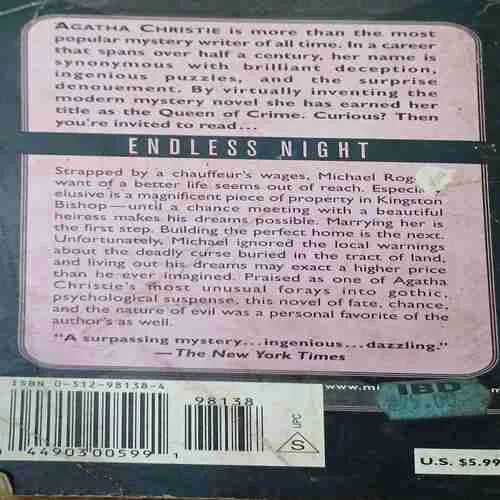 AGATHA CHRISTIE is more than the most
popular mystery writer of all time. In a career
that spans over half a century, her name is
synonymous with brilliant deception,
ingenious puzzles, and the surprise
denouement. By virtually inventing the
modern mystery novel she has earned her
title as the Queen of Crime. Curious? Then
you're invited to read...
ENDLESS NIGHT
Strapped by a chauffeur's wages, Michael Rog
want of a better life seems out of reach. Especi
elusive is a magnificent piece of property in Kingston
Bishop—until a chance meeting with a beautiful
heiress makes his dreams possible. Marrying her is
the first step. Building the perfect home is the next.
Unfortunately, Michael ignored the local warnings
about the deadly curse buried in the tract of land,
and living out his dreams may exact a higher price
than he ever imagined. Praised as one of Agatha
Christie's most unusual forays into gothic,
psychological suspense, this novel of fate, chance,
and the nature of evil was a personal favorite of the
author's as well.
"A surpassing mystery...ingenious...dazzling."
—The New York Times
ISBN 0-312-98138-4
98138
www.mi
IBD
UPC
S
44903 00599 1
U.S. $5.99